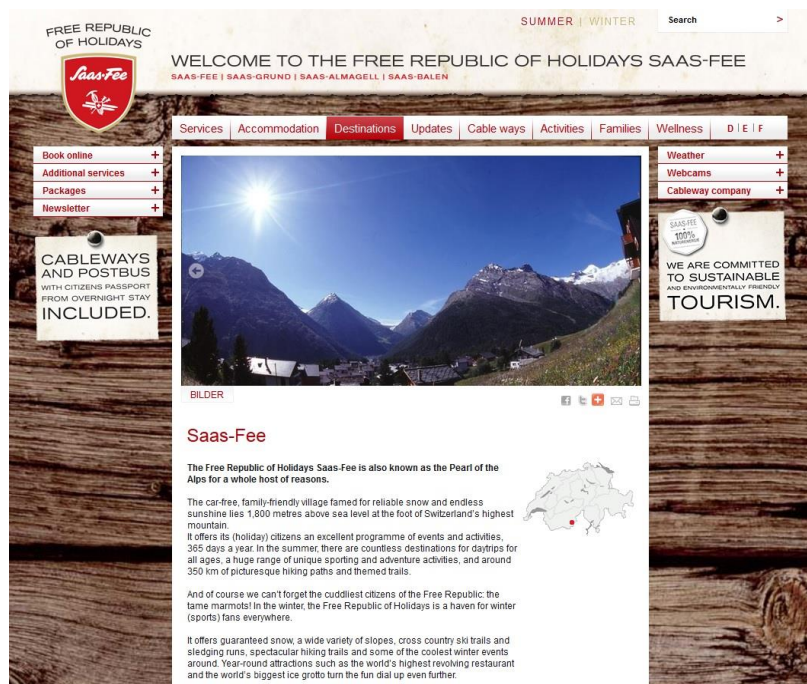 FREE REPUBLIC
OF HOLIDAYS
Saas-Fee
SUMMER | WINTER
Search >
WELCOME TO THE FREE REPUBLIC OF HOLIDAYS SAAS-FEE
SAAS-FEE | SAAS-GRUND | SAAS-ALMAGELL | SAAS-BALEN
Services Accommodation Destinations Updates Cable ways Activities Families Wellness D | E | F
Book online +
Additional services +
Packages +
Newsletter +
CABLEWAYS
AND POSTBUS
WITH CITIZENS PASSPORT
FROM OVERNIGHT STAY
INCLUDED.
Weather +
Webcams +
Cableway company +
SAAS-FEE
100%
WE ARE COMMITTED
TO SUSTAINABLE
AND ENVIRONMENTALLY FRIENDLY
TOURISM.
BILDER
Saas-Fee
The Free Republic of Holidays Saas-Fee is also known as the Pearl of the
Alps for a whole host of reasons.
The car-free, family-friendly village famed for reliable snow and endless
sunshine lies 1,800 metres above sea level at the foot of Switzerland's highest
mountain.
It offers its (holiday) citizens an excellent programme of events and activities,
365 days a year. In the summer, there are countless destinations for daytrips for
all ages, a huge range of unique sporting and adventure activities, and around
350 km of picturesque hiking paths and themed trails.
And of course we can't forget the cuddliest citizens of the Free Republic: the
tame marmots! In the winter, the Free Republic of Holidays is a haven for winter
(sports) fans everywhere.
It offers guaranteed snow, a wide variety of slopes, cross country ski trails and
sledging runs, spectacular hiking trails and some of the coolest winter events
around. Year-round attractions such as the world's highest revolving restaurant
and the world's biggest ice grotto turn the fun dial up even further.